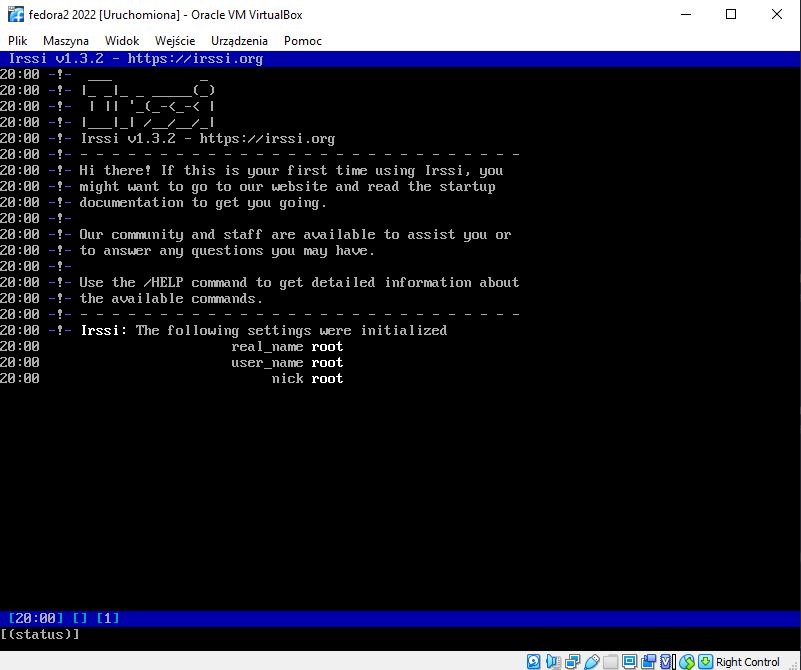 fedora2 2022 [Uruchomiona] - Oracle VM VirtualBox
Plik Maszyna Widok Wejście Urządzenia Pomoc
Irssi v1.3.2 - https://irssi.org
20:00 -!-  ___           _
20:00 -!- |_ _|_ _ _____(_)
20:00 -!-  | || '_(_-<_-< |
20:00 -!- |___|_| /__/__/_|
20:00 -!- Irssi v1.3.2 - https://irssi.org
20:00 -!- - - - - - - - - - - - - - - - - - - - - - - - - - - - -
20:00 -!- Hi there! If this is your first time using Irssi, you
20:00 -!- might want to go to our website and read the startup
20:00 -!- documentation to get you going.
20:00 -!-
20:00 -!- Our community and staff are available to assist you or
20:00 -!- to answer any questions you may have.
20:00 -!-
20:00 -!- Use the /HELP command to get detailed information about
20:00 -!- the available commands.
20:00 -!- - - - - - - - - - - - - - - - - - - - - - - - - - - - -
20:00 -!- Irssi: The following settings were initialized
20:00 real_name root
20:00 user_name root
20:00 nick root
[20:00] [] [1]
[(status)]
Right Control